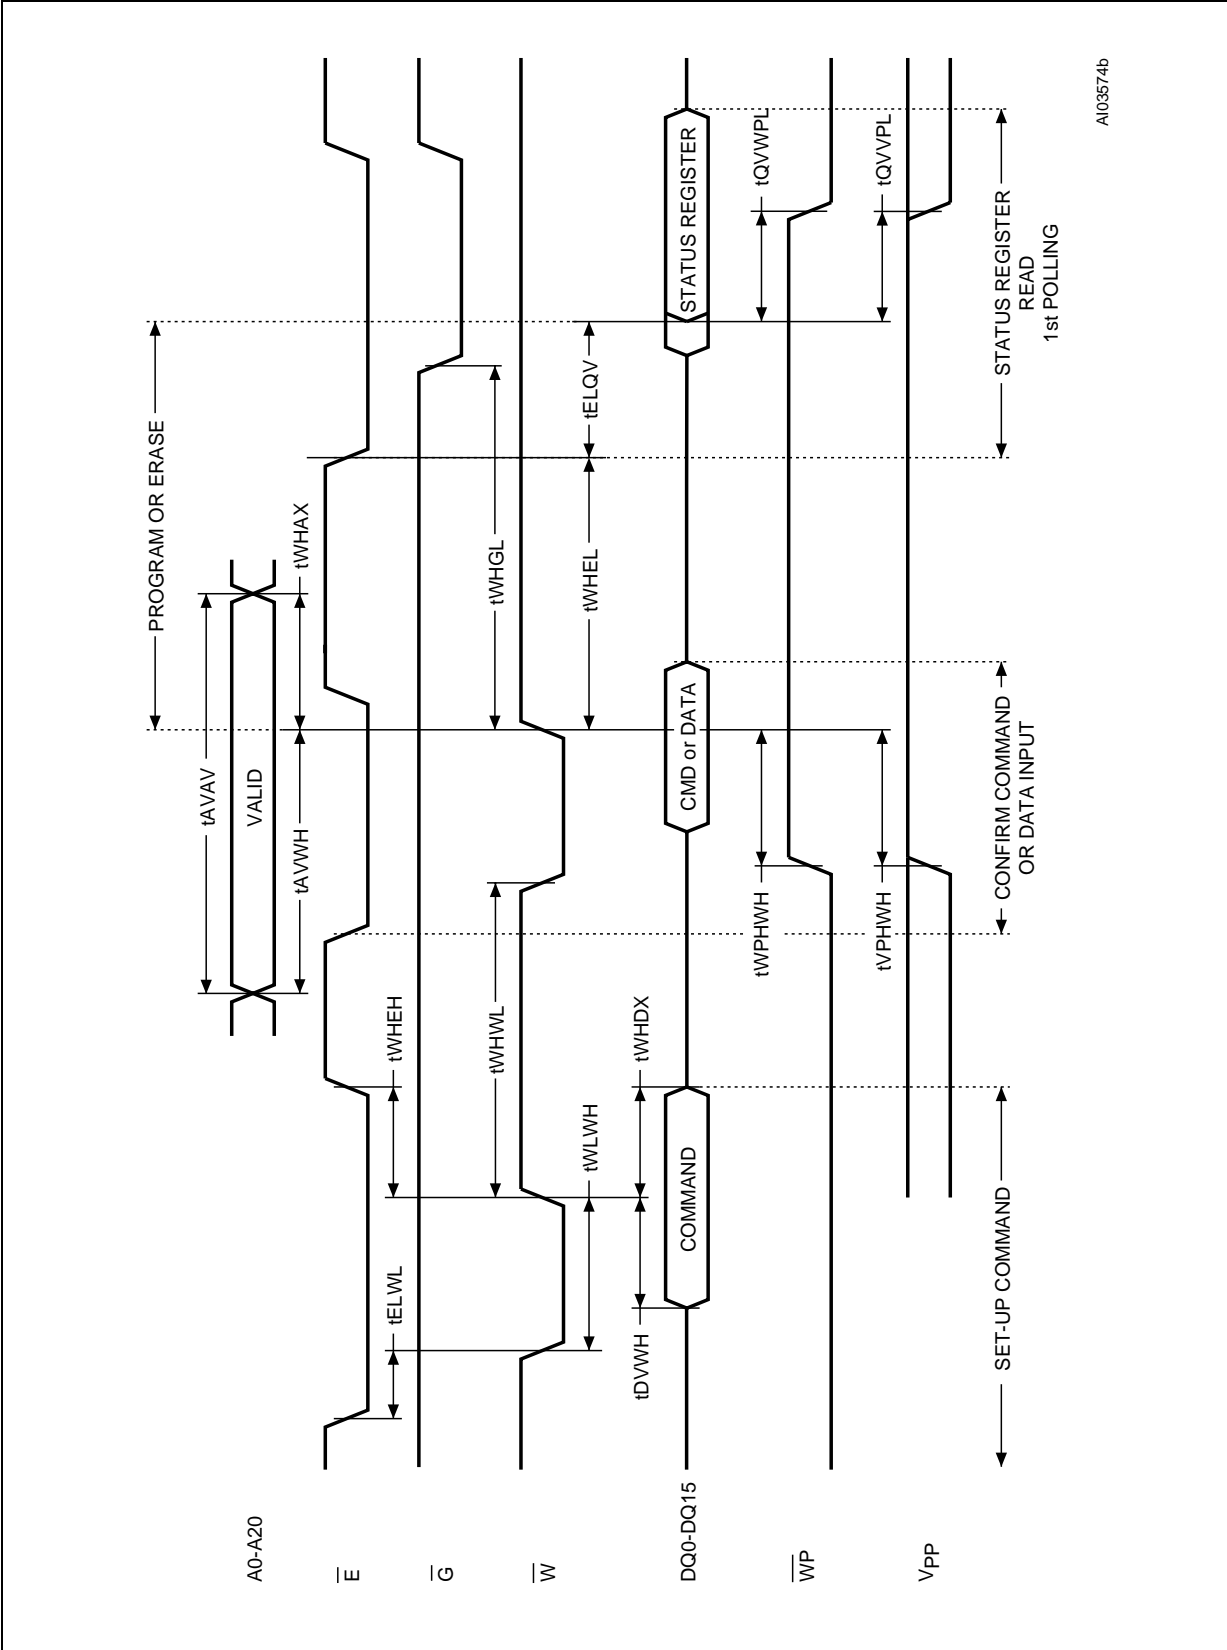 A0-A20
VALID
tAVAV
tAVWH
tWHAX
PROGRAM OR ERASE
E
tELWL
tWHEH
G
tWHWL
tWHGL
W
tWLWH
tWHEL
tELQV
tDVWH
tWHDX
DQ0-DQ15
COMMAND
CMD or DATA
STATUS REGISTER
WP
tWPHWH
tQVWPL
VPP
tVPHWH
tQVVPL
SET-UP COMMAND
CONFIRM COMMAND
OR DATA INPUT
STATUS REGISTER
READ
1st POLLING
AI03574b